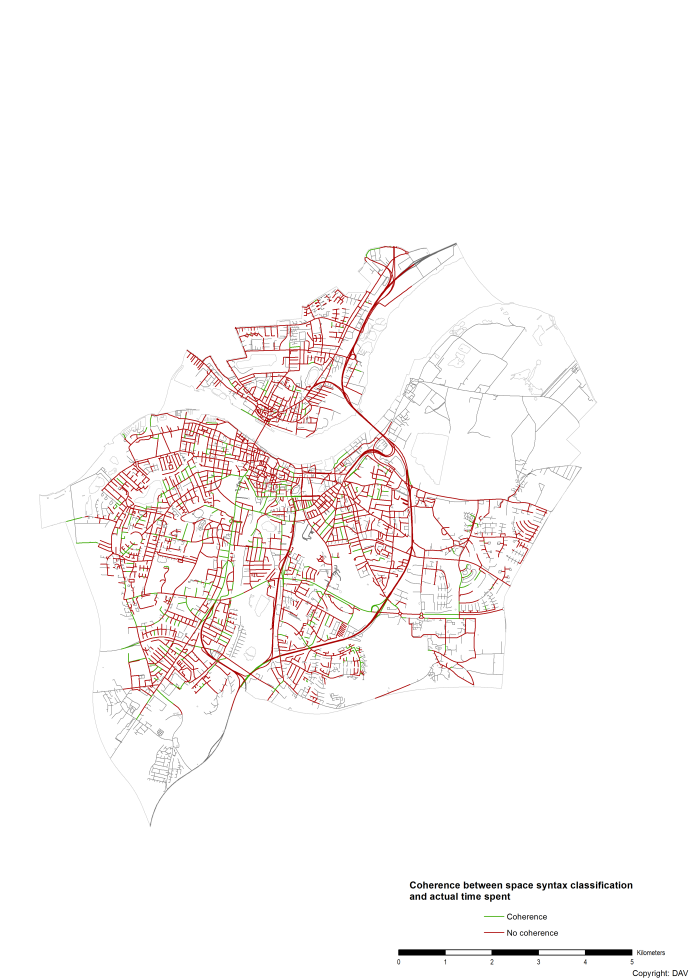 Coherence between space syntax classification
and actual time spent
Coherence
No coherence
Kilometers
0 1 2 3 4 5
Copyright: DAV